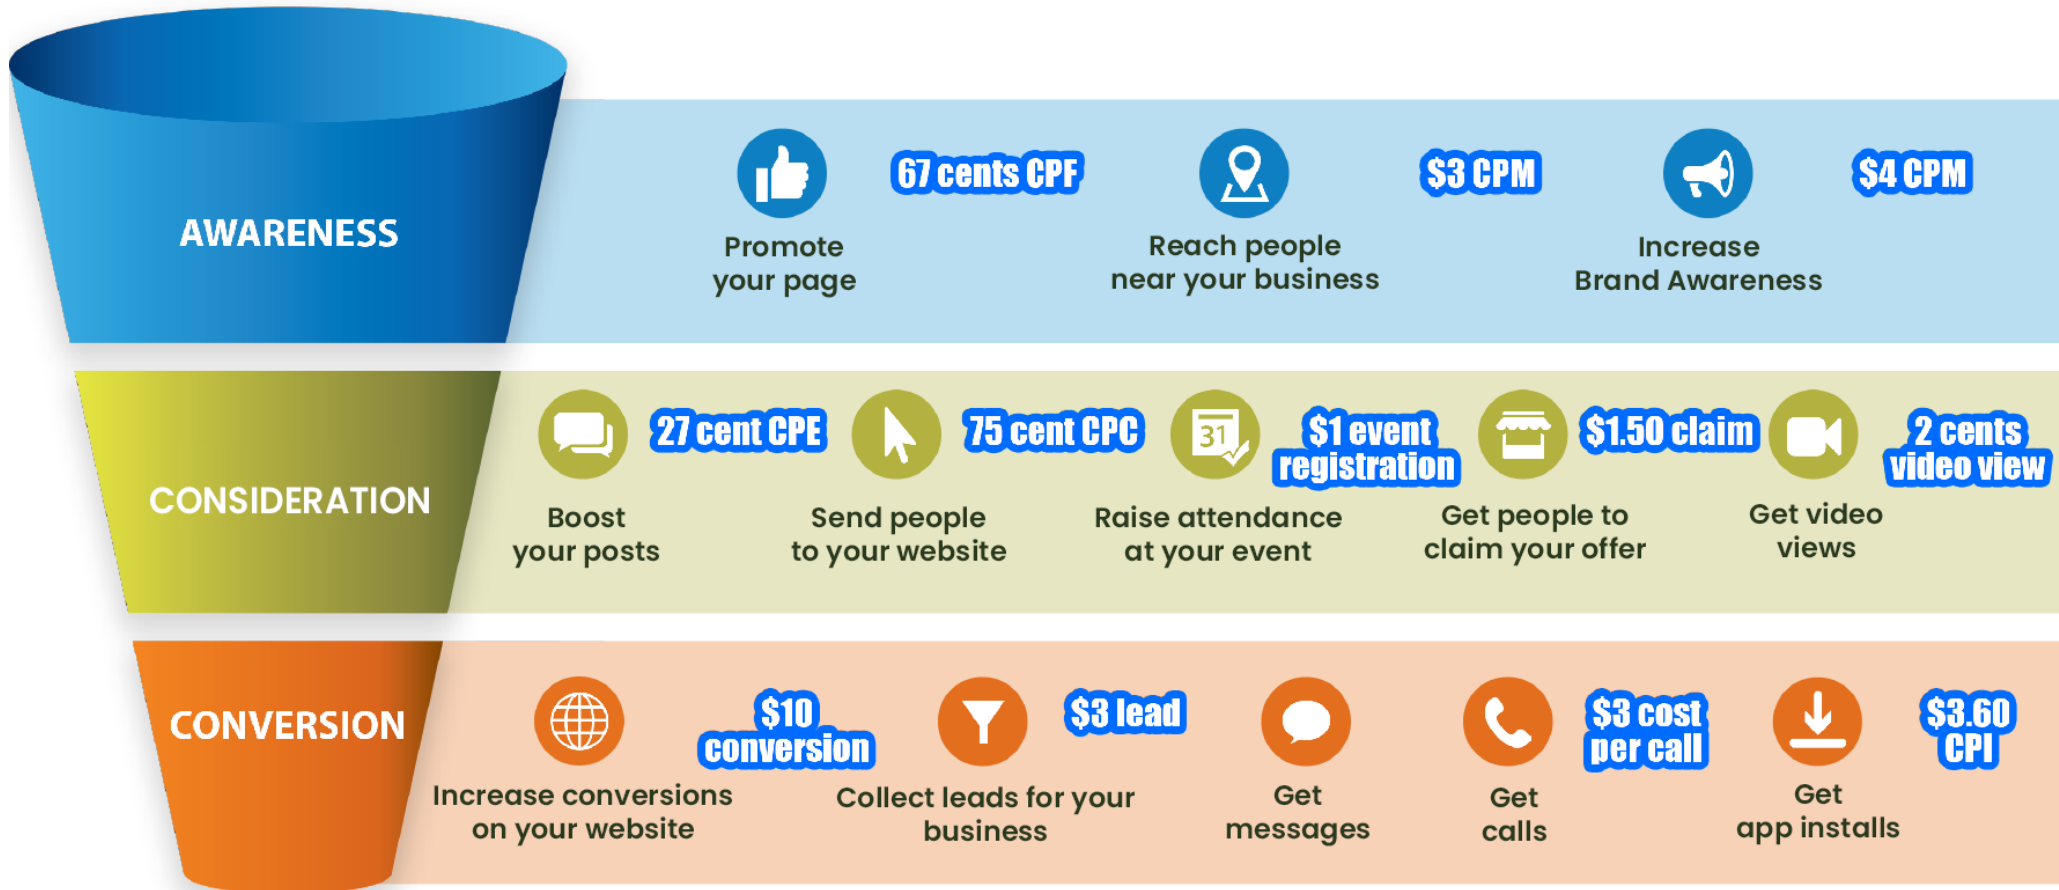 AWARENESS
67 cents CPF
$3 CPM
$4 CPM
Promote
your page
Reach people
near your business
Increase
Brand Awareness
CONSIDERATION
27 cent CPE
75 cent CPC
31
$1 event
registration
$1.50 claim
2 cents
video view
Boost
your posts
Send people
to your website
Raise attendance
at your event
Get people to
claim your offer
Get video
views
CONVERSION
$10
conversion
$3 lead
$3 cost
per call
$3.60
CPI
Increase conversions
on your website
Collect leads for your
business
Get
messages
Get
calls
Get
app installs